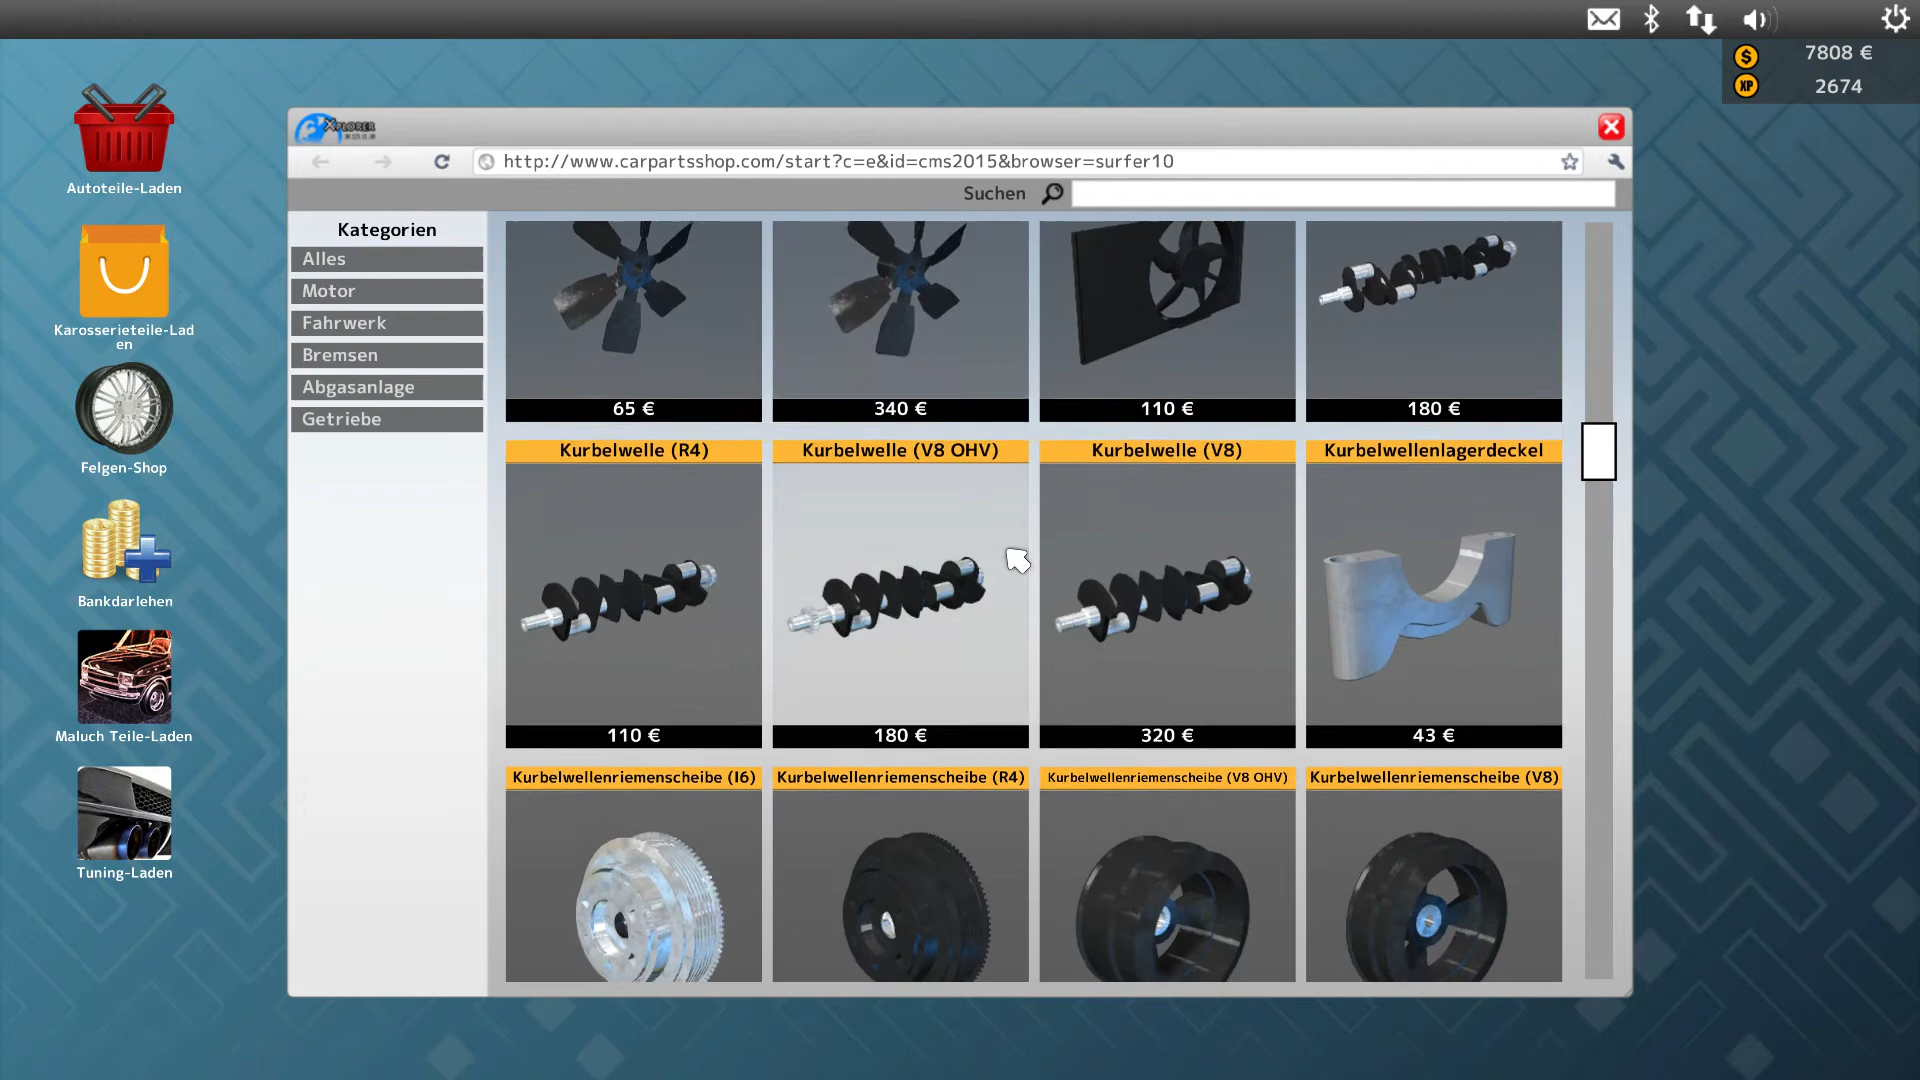 7808 €
XP
2674
XPLORER
http://www.carpartsshop.com/start?c=e&id=cms2015&browser=surfer10
Suchen
Kategorien
Alles
Motor
Fahrwerk
Bremsen
Abgasanlage
Getriebe
Autoteile-Laden
Karosserieteile-Lad
en
Felgen-Shop
Bankdarlehen
Maluch Teile-Laden
Tuning-Laden
65 €
340 €
110 €
180 €
Kurbelwelle (R4)
Kurbelwelle (V8 OHV)
Kurbelwelle (V8)
Kurbelwellenlagerdeckel
110 €
180 €
320 €
43 €
Kurbelwellenriemenscheibe (I6)
Kurbelwellenriemenscheibe (R4)
Kurbelwellenriemenscheibe (V8 OHV)
Kurbelwellenriemenscheibe (V8)